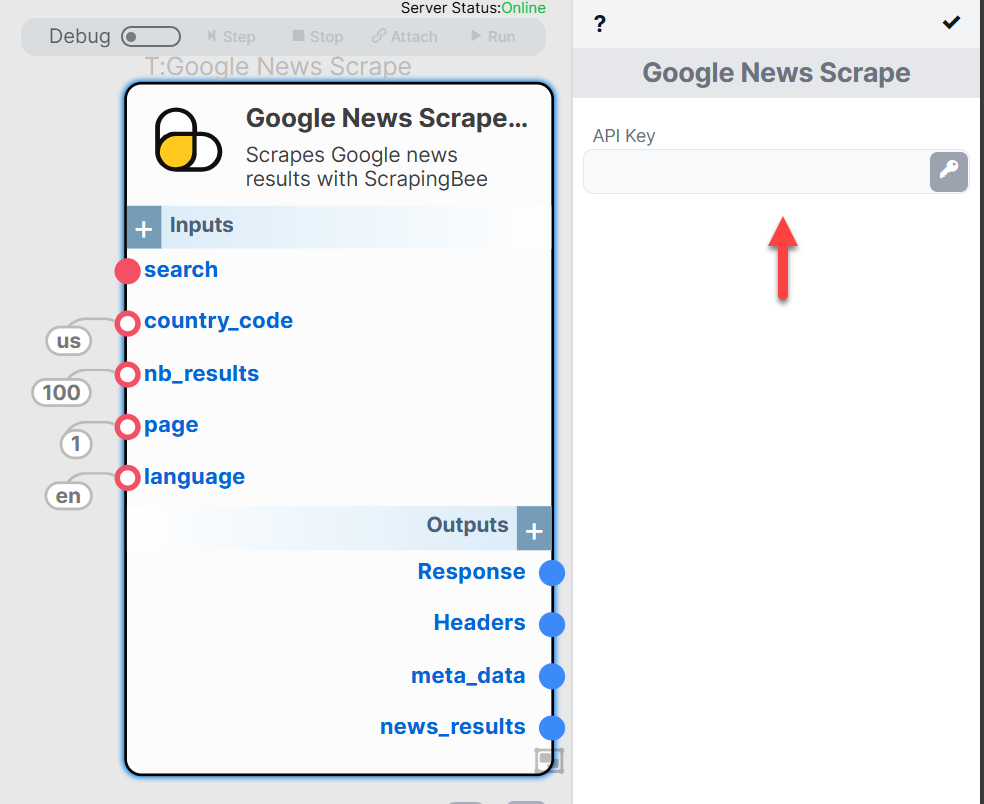 Server Status:Online
Debug
Step
Stop
Attach
Run
T:Google News Scrape
Google News Scrape...
Scrapes Google news
results with ScrapingBee
+ Inputs
search
country_code
us
nb_results
100
page
1
language
en
Outputs +
Response
Headers
meta_data
news_results
?
Google News Scrape
API Key